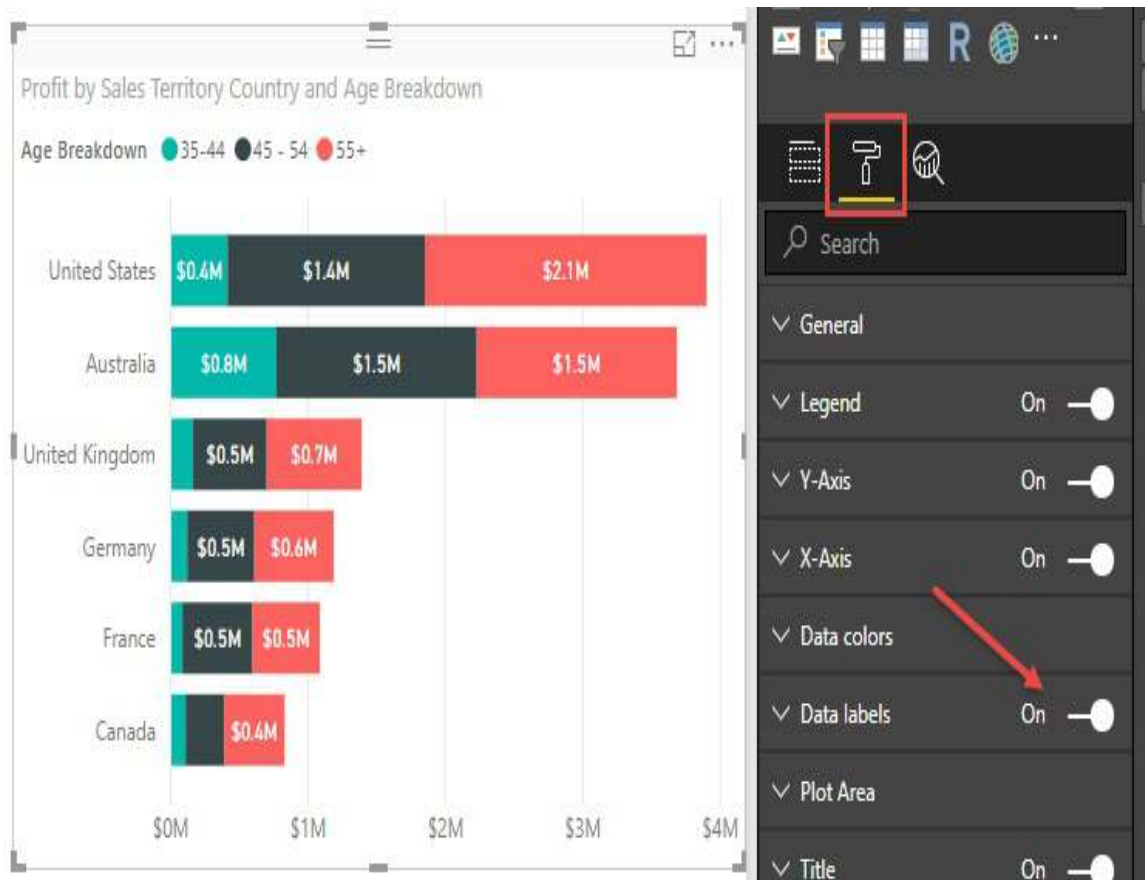 Profit by Sales Territory Country and Age Breakdown
Age Breakdown 35-44 45 - 54 55+
United States $0.4M $1.4M $2.1M
Australia $0.8M $1.5M $1.5M
United Kingdom $0.5M $0.7M
Germany $0.5M $0.6M
France $0.5M $0.5M
Canada $0.4M
$0M $1M $2M $3M $4M
R
Search
General
Legend On
Y-Axis On
X-Axis On
Data colors
Data labels On
Plot Area
Title On